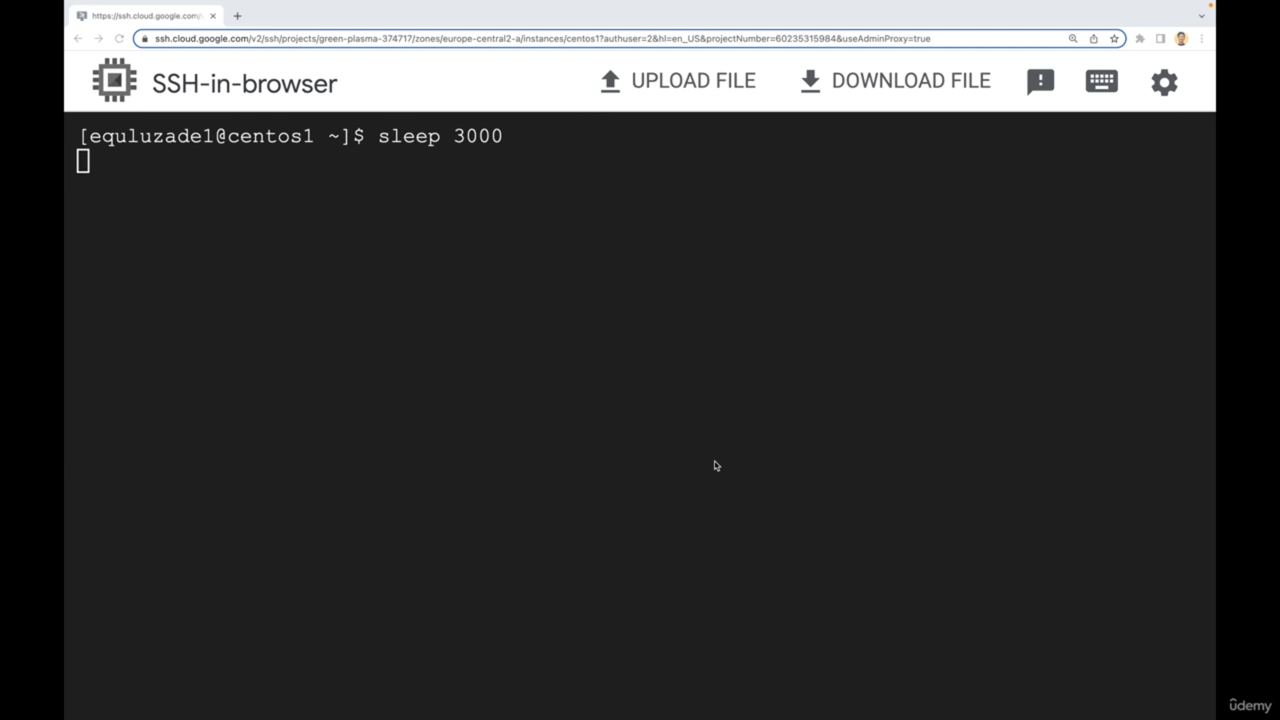 https://ssh.cloud.google.com/
ssh.cloud.google.com/v2/ssh/projects/green-plasma-374717/zones/europe-central2-a/instances/centos1?authuser=2&hl=en_US&projectNumber=60235315984&useAdminProxy=true
SSH-in-browser
UPLOAD FILE
DOWNLOAD FILE
[equluzade1@centos1 ~]$ sleep 3000
ûdemy